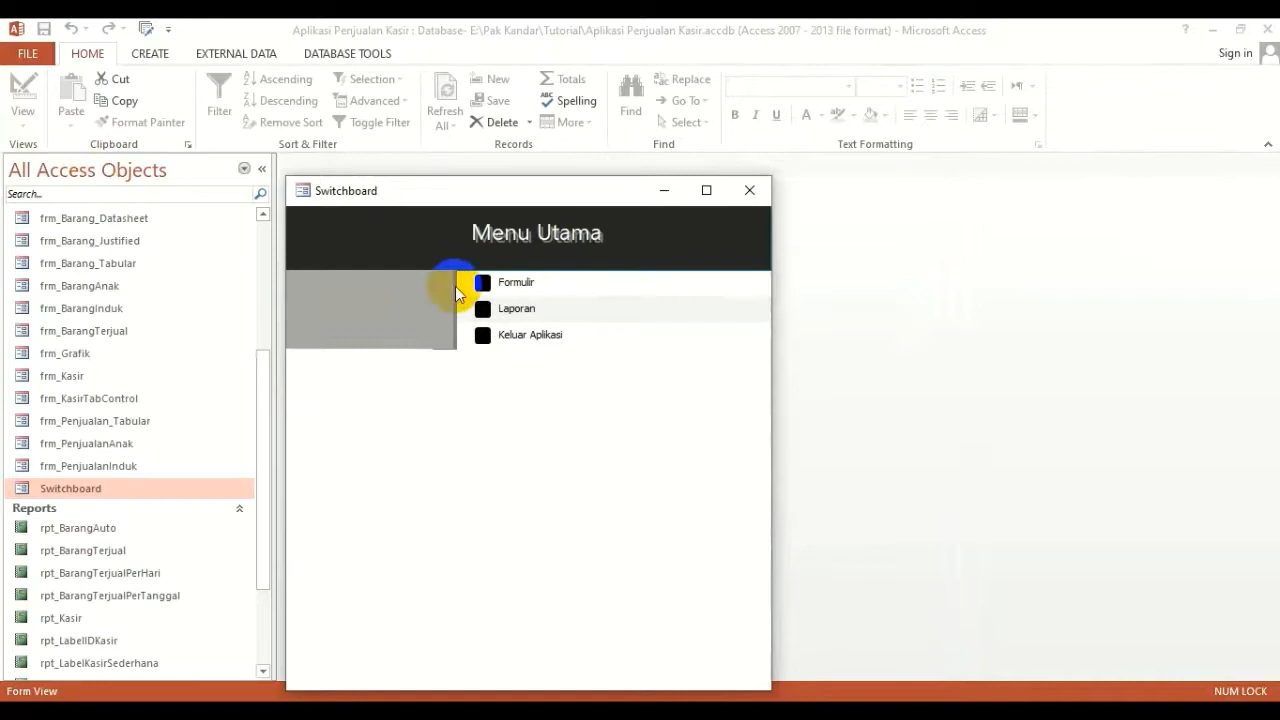 Aplikasi Penjualan Kasir : Database- E:\Pak Kandar\Tutorial\Aplikasi Penjualan Kasir.accdb (Access 2007 - 2013 file format) - Microsoft Access
FILE HOME CREATE EXTERNAL DATA DATABASE TOOLS Sign in
View
Views
Paste
Cut
Copy
Format Painter
Clipboard
Filter
Ascending
Descending
Remove Sort
Selection
Advanced
Toggle Filter
Sort & Filter
Refresh All
New
Save
Delete
Totals
Spelling
More
Records
Find
Replace
Go To
Select
Find
B U A
Text Formatting
All Access Objects
Search...
frm_Barang_Datasheet
frm_Barang_Justified
frm_Barang_Tabular
frm_BarangAnak
frm_BarangInduk
frm_BarangTerjual
frm_Grafik
frm_Kasir
frm_KasirTabControl
frm_Penjualan_Tabular
frm_PenjualanAnak
frm_PenjualanInduk
Switchboard
Reports
rpt_BarangAuto
rpt_BarangTerjual
rpt_BarangTerjualPerHari
rpt_BarangTerjualPerTanggal
rpt_Kasir
rpt_LabelIDKasir
rpt_LabelKasirSederhana
Switchboard
Menu Utama
Formulir
Laporan
Keluar Aplikasi
Form View
NUM LOCK